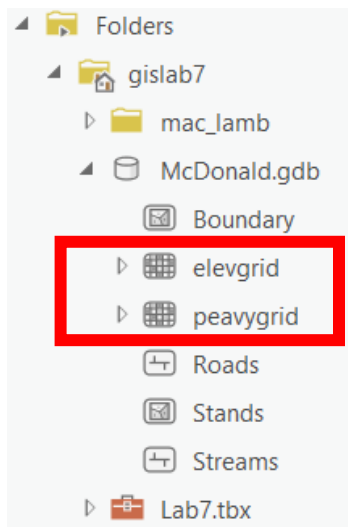 Folders
gislab7
mac_lamb
McDonald.gdb
Boundary
elevgrid
peavygrid
Roads
Stands
Streams
Lab7.tbx